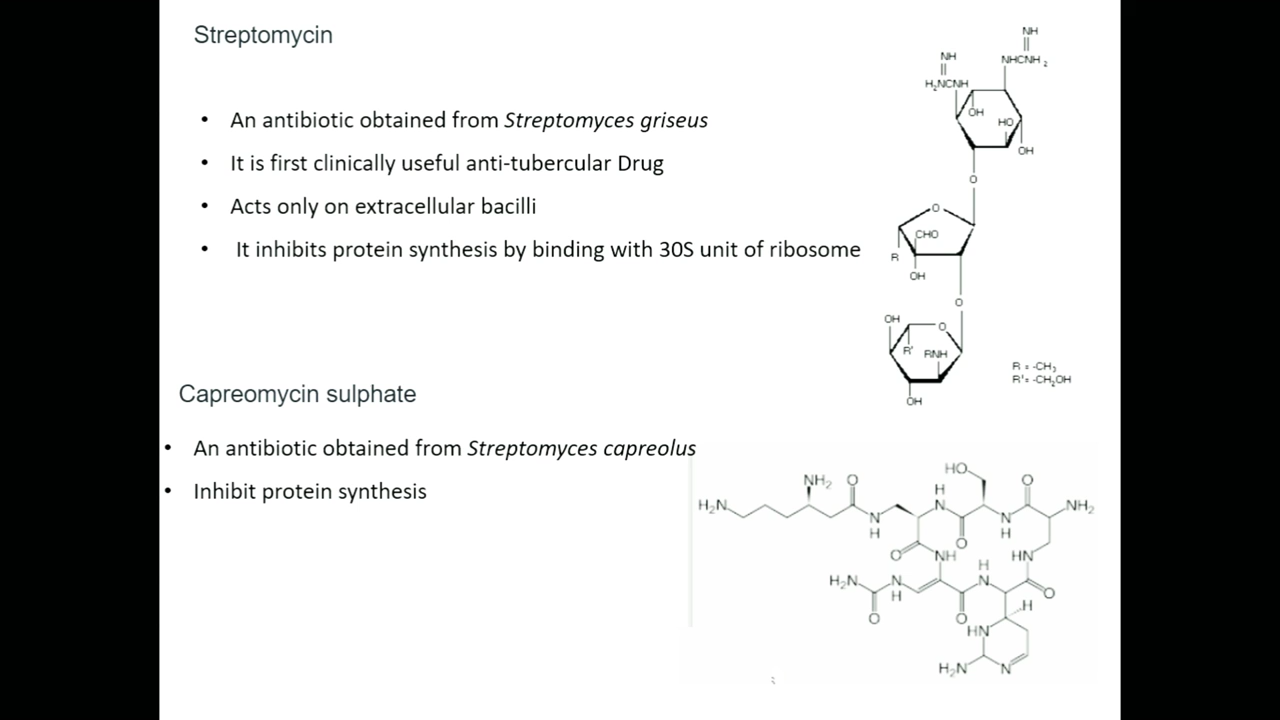 Streptomycin
• An antibiotic obtained from Streptomyces griseus
• It is first clinically useful anti-tubercular Drug
• Acts only on extracellular bacilli
• It inhibits protein synthesis by binding with 30S unit of ribosome
NH
NH
NHCNH2
H2NCNH
OH
HO
OH
O
O
CHO
R
OH
O
OH
O
R'
RNH
OH
R = -CH3
R'= -CH2OH
Capreomycin sulphate
• An antibiotic obtained from Streptomyces capreolus
• Inhibit protein synthesis
HO
NH2
O
H
O
H2N
N
NH2
N
N
H
H
O
O
NH
HN
H
H2N
N
N
H
O
O
O
H
HN
H2N
N